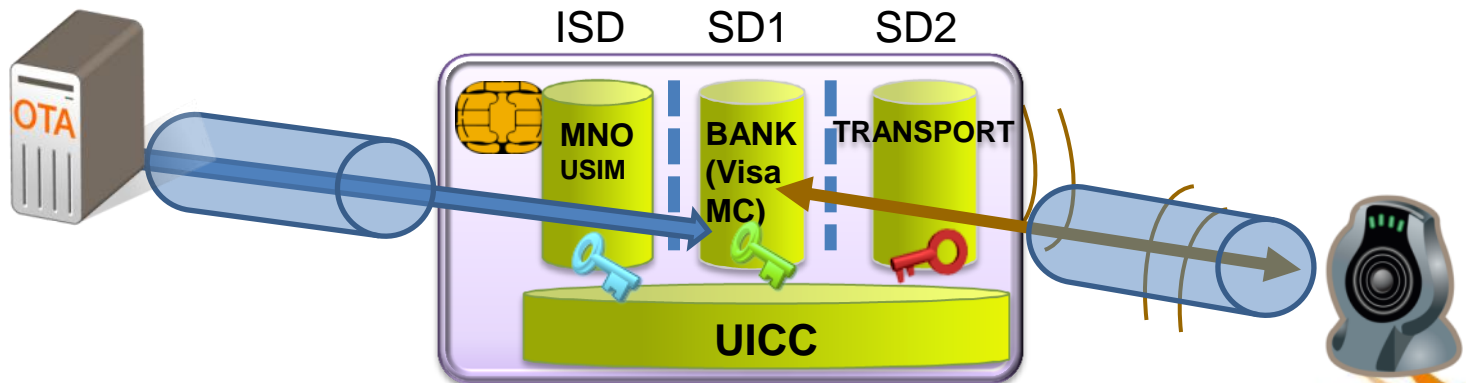 ISD SD1 SD2
OTA
MNO
USIM
BANK
(Visa
MC)
TRANSPORT
UICC